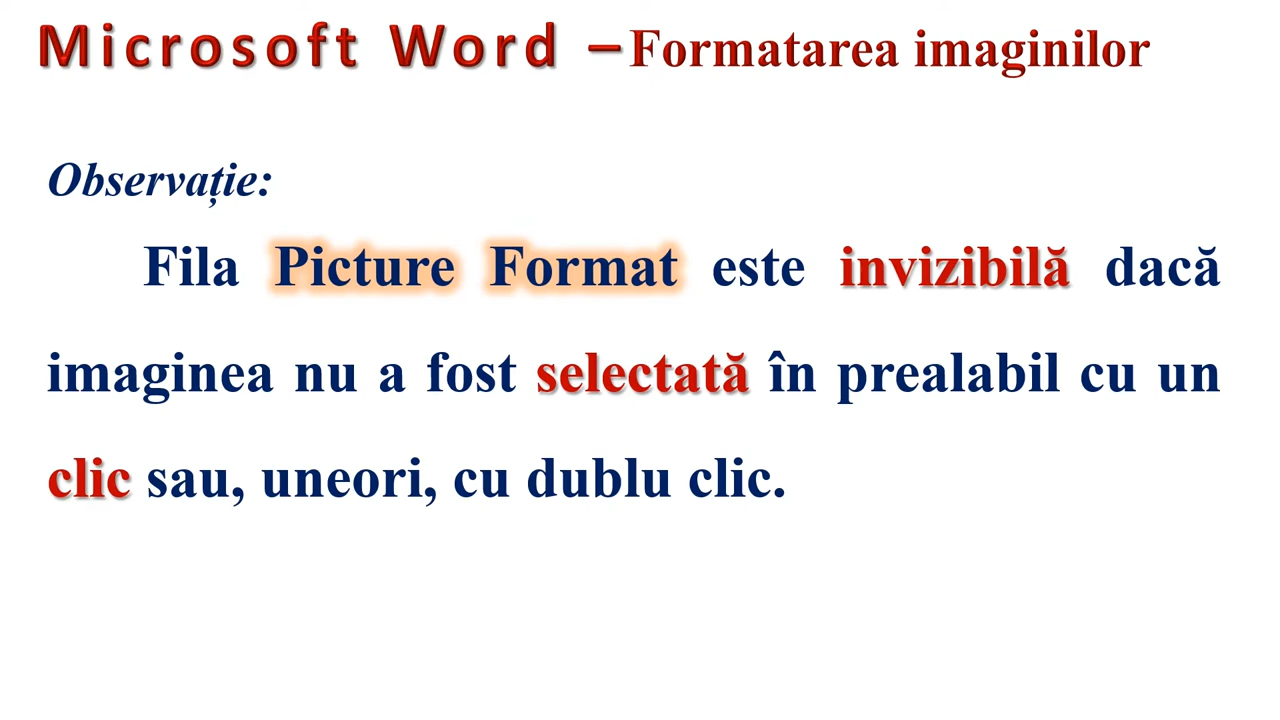 Microsoft Word –Formatarea imaginilor
Observație:
Fila Picture Format este invizibilă dacă
imaginea nu a fost selectată în prealabil cu un
clic sau, uneori, cu dublu clic.